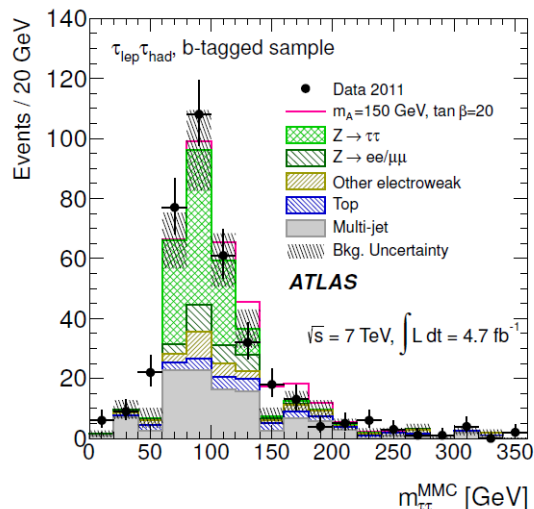 τlepτhad, b-tagged sample
Data 2011
mA=150 GeV, tan β=20
Z → ττ
Z → ee/μμ
Other electroweak
Top
Multi-jet
Bkg. Uncertainty
ATLAS
√s = 7 TeV, ∫L dt = 4.7 fb⁻¹
Events / 20 GeV
140
120
100
80
60
40
20
0
0 50 100 150 200 250 300 350
mττMMC [GeV]